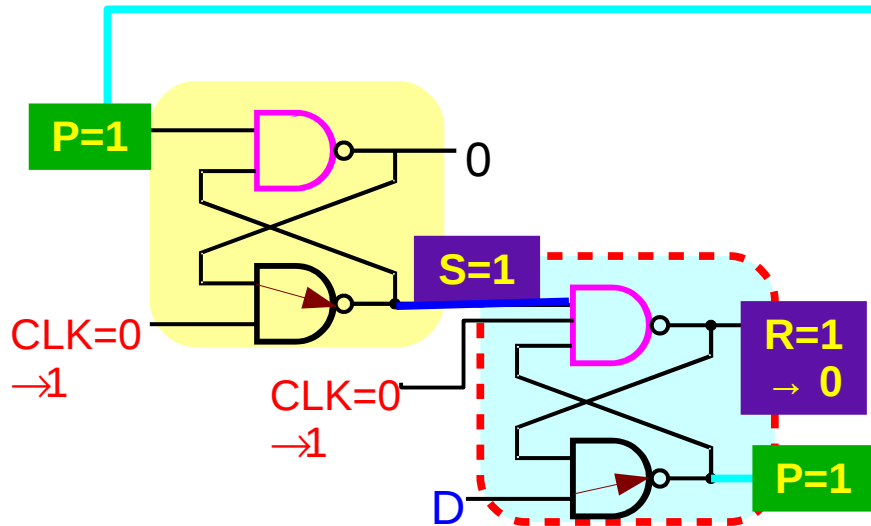 P=1
0
S=1
CLK=0
→1
R=1
→ 0
CLK=0
→1
P=1
D